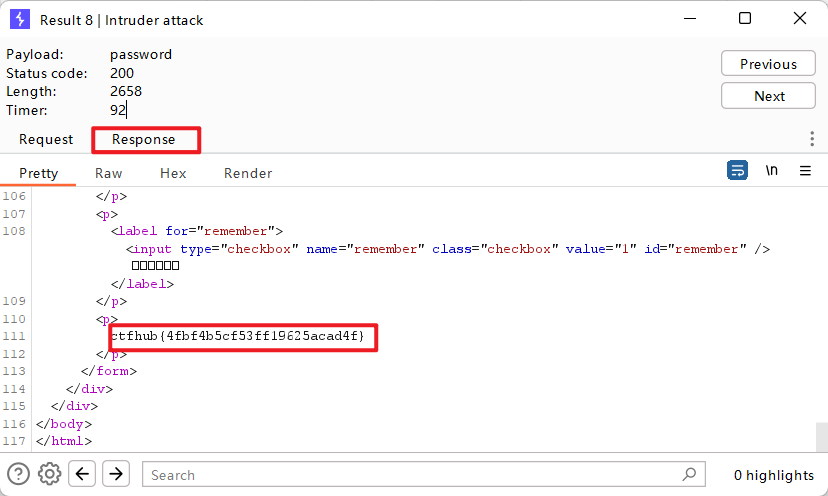 Result 8 | Intruder attack
Payload: password
Status code: 200
Length: 2658
Timer: 92
Previous
Next
Request Response
Pretty Raw Hex Render \n
106 </p>
107 <p>
108 <label for="remember">
<input type="checkbox" name="remember" class="checkbox" value="1" id="remember" />
□□□□□□
</label>
109 </p>
110 <p>
111 ctfhub{4fbf4b5cf53ff19625acad4f}
112 </p>
113 </form>
114 </div>
115 </div>
116 </body>
117 </html>
Search
0 highlights